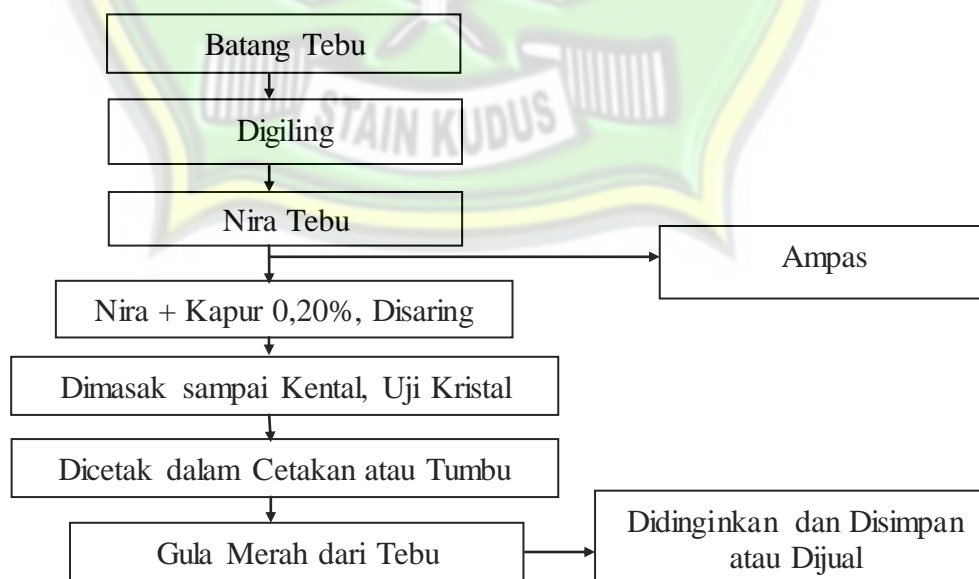 Batang Tebu
STAIN KUDUS
Digiling
Nira Tebu
Ampas
Nira + Kapur 0,20%, Disaring
Dimasak sampai Kental, Uji Kristal
Dicetak dalam Cetakan atau Tumbu
Gula Merah dari Tebu
Didinginkan dan Disimpan
atau Dijual